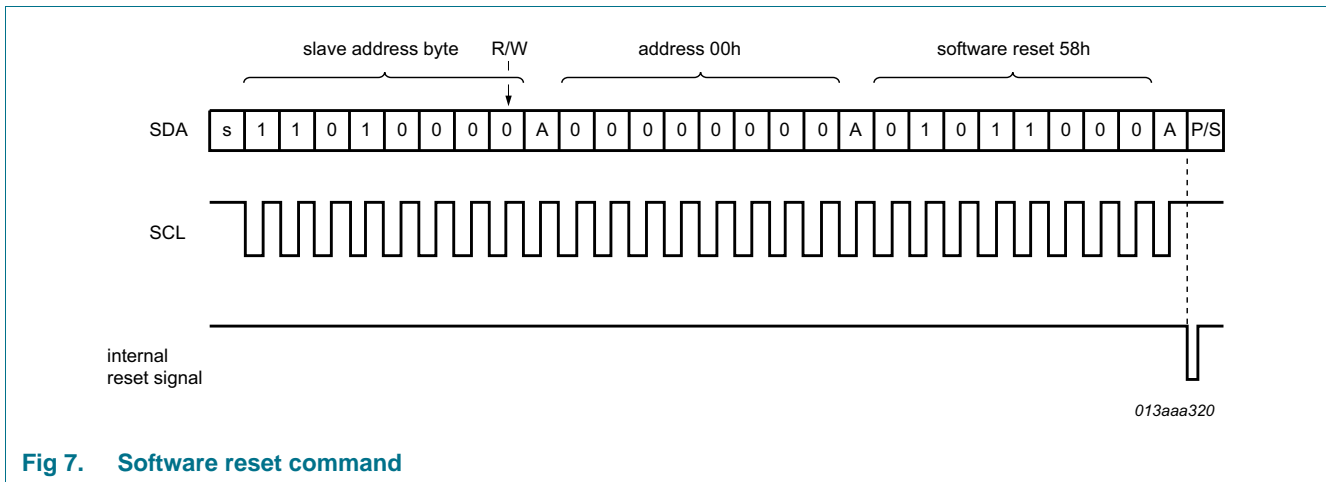 slave address byte R/W address 00h software reset 58h
SDA s 1 1 0 1 0 0 0 0 A 0 0 0 0 0 0 0 0 A 0 1 0 1 1 0 0 0 A P/S
SCL
internal
reset signal
013aaa320
Fig 7. Software reset command